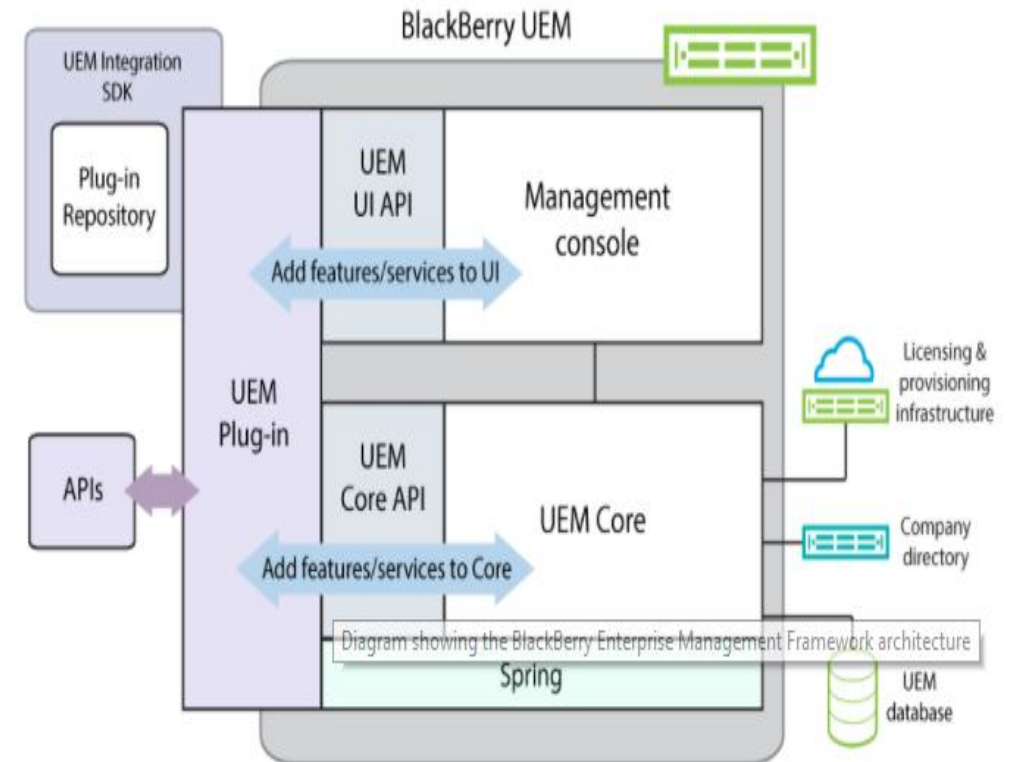 BlackBerry UEM
UEM Integration
SDK
Plug-in
Repository
UEM
UI API
Management
console
Add features/services to UI
UEM
Plug-in
APIs
UEM
Core API
UEM Core
Add features/services to Core
Diagram showing the BlackBerry Enterprise Management Framework architecture
Spring
Licensing &
provisioning
infrastructure
Company
directory
UEM
database